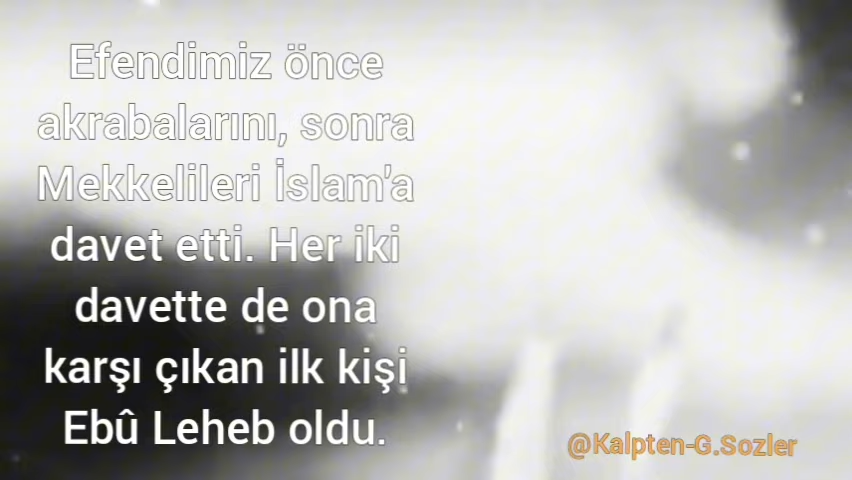 Efendimiz önce
akrabalarını, sonra
Mekkelileri İslam'a
davet etti. Her iki
davette de ona
karşı çıkan ilk kişi
Ebû Leheb oldu.
@Kalpten-G.Sozler